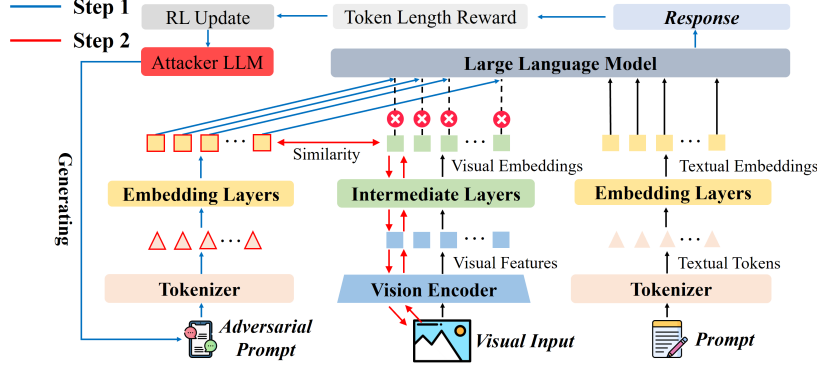 Step 1
Step 2
RL Update
Token Length Reward
Response
Attacker LLM
Large Language Model
Similarity
Visual Embeddings
Textual Embeddings
Generating
Embedding Layers
Intermediate Layers
Embedding Layers
Visual Features
Textual Tokens
Tokenizer
Vision Encoder
Tokenizer
Adversarial
Prompt
Visual Input
Prompt